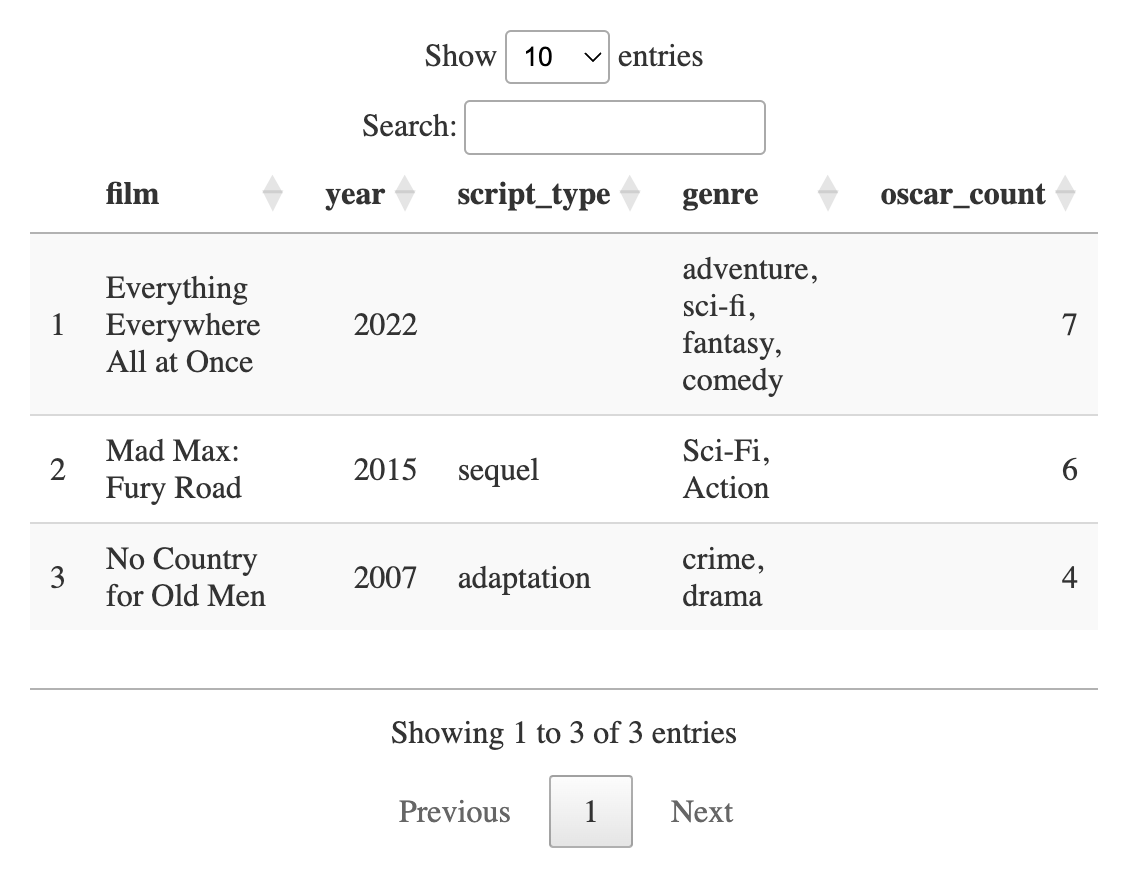 Show 10 entries
Search:
film year script_type genre oscar_count
1 Everything Everywhere All at Once 2022 adventure, sci-fi, fantasy, comedy 7
2 Mad Max: Fury Road 2015 sequel Sci-Fi, Action 6
3 No Country for Old Men 2007 adaptation crime, drama 4
Showing 1 to 3 of 3 entries
Previous 1 Next